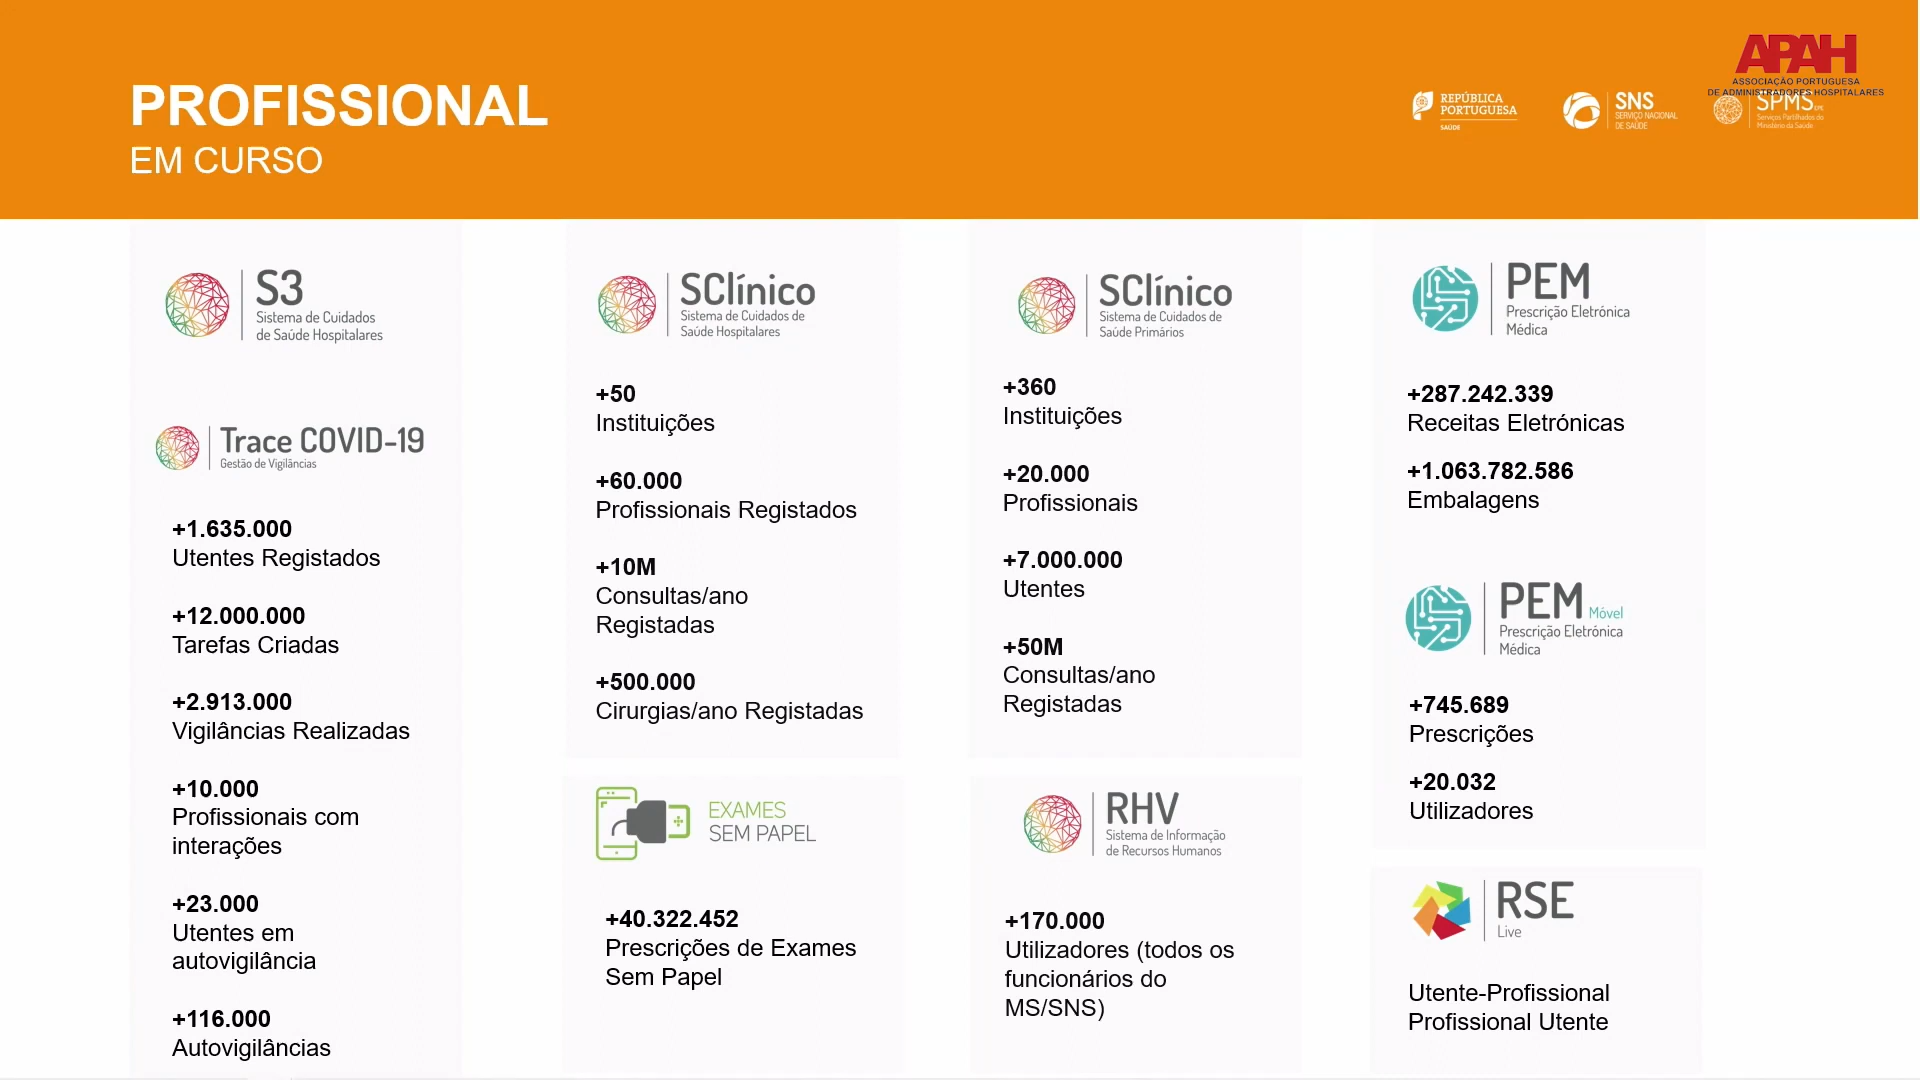 PROFISSIONAL
EM CURSO
REPÚBLICA
PORTUGUESA
SAÚDE
SNS
SERVIÇO NACIONAL
DE SAÚDE
APAH
ASSOCIAÇÃO PORTUGUESA
DE ADMINISTRADORES HOSPITALARES
SPMS
Serviços Partilhados do
Ministério da Saúde
S3
Sistema de Cuidados
de Saúde Hospitalares
Trace COVID-19
Gestão de Vigilâncias
+1.635.000
Utentes Registados
+12.000.000
Tarefas Criadas
+2.913.000
Vigilâncias Realizadas
+10.000
Profissionais com
interações
+23.000
Utentes em
autovigilância
+116.000
Autovigilâncias
SClínico
Sistema de Cuidados de
Saúde Hospitalares
+50
Instituições
+60.000
Profissionais Registados
+10M
Consultas/ano
Registadas
+500.000
Cirurgias/ano Registadas
EXAMES
SEM PAPEL
+40.322.452
Prescrições de Exames
Sem Papel
SClínico
Sistema de Cuidados de
Saúde Primários
+360
Instituições
+20.000
Profissionais
+7.000.000
Utentes
+50M
Consultas/ano
Registadas
RHV
Sistema de Informação
de Recursos Humanos
+170.000
Utilizadores (todos os
funcionários do
MS/SNS)
PEM
Prescrição Eletrónica
Médica
+287.242.339
Receitas Eletrónicas
+1.063.782.586
Embalagens
PEM Móvel
Prescrição Eletrónica
Médica
+745.689
Prescrições
+20.032
Utilizadores
RSE
Live
Utente-Profissional
Profissional Utente